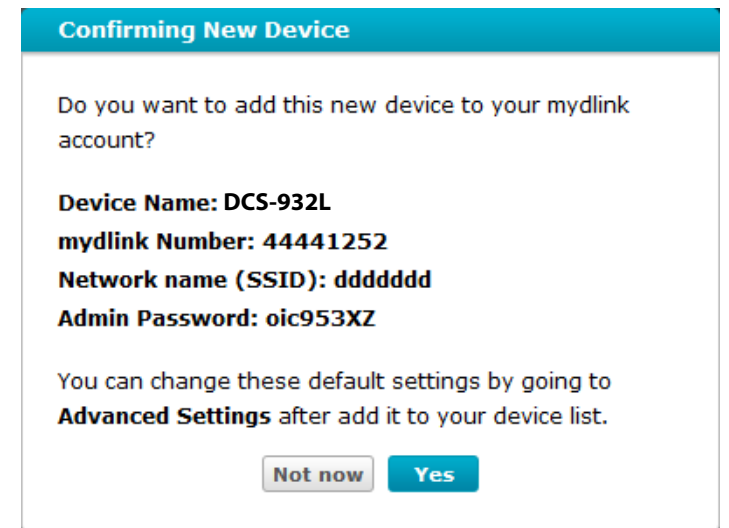 Confirming New Device
Do you want to add this new device to your mydlink
account?
Device Name: DCS-932L
mydlink Number: 44441252
Network name (SSID): ddddddd
Admin Password: oic953XZ
You can change these default settings by going to
Advanced Settings after add it to your device list.
Not now Yes